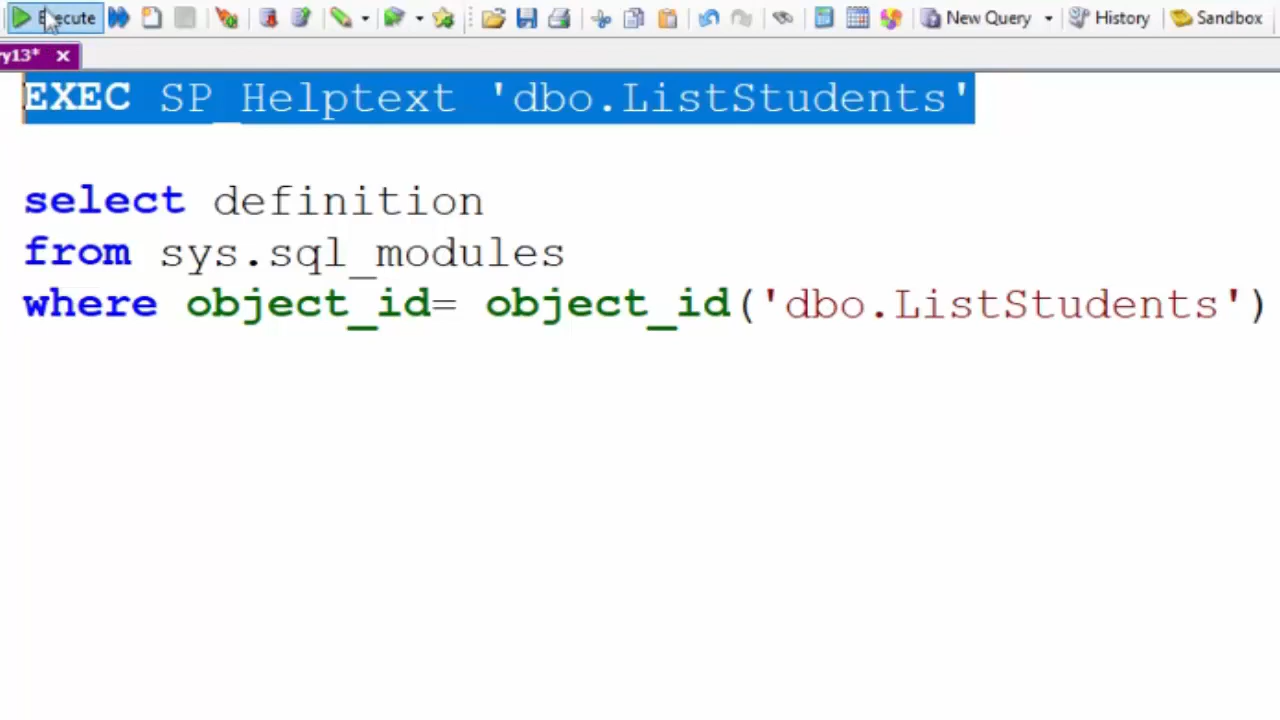 Execute New Query History Sandbox
ry13*
EXEC SP_Helptext 'dbo.ListStudents'
select definition
from sys.sql_modules
where object_id= object_id('dbo.ListStudents')